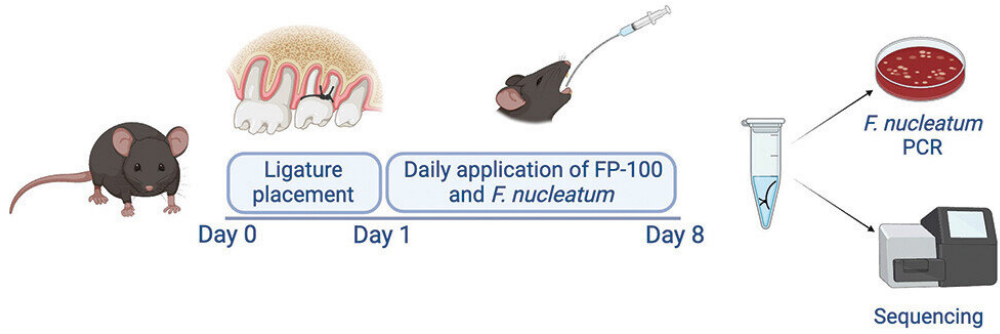 Ligature
placement
Daily application of FP-100
and F. nucleatum
Day 0
Day 1
Day 8
F. nucleatum
PCR
Sequencing